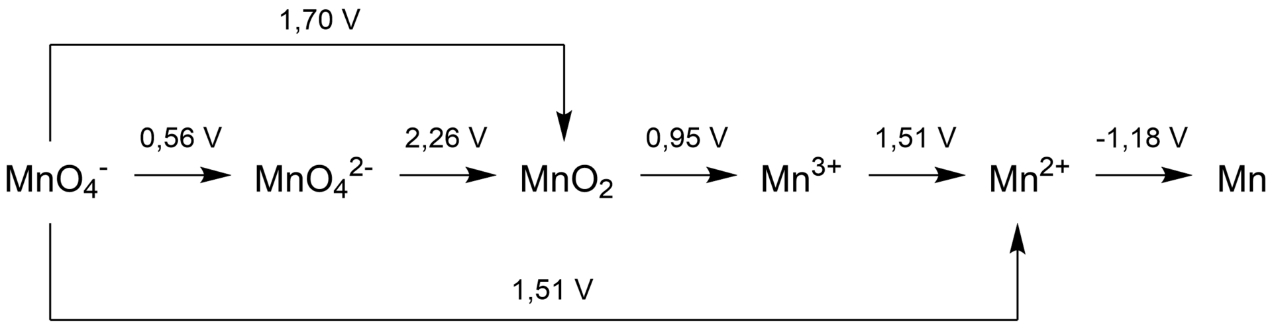 1,70 V
0,56 V 2,26 V 0,95 V 1,51 V -1,18 V
MnO₄⁻ MnO₄²⁻ MnO₂ Mn³⁺ Mn²⁺ Mn
1,51 V